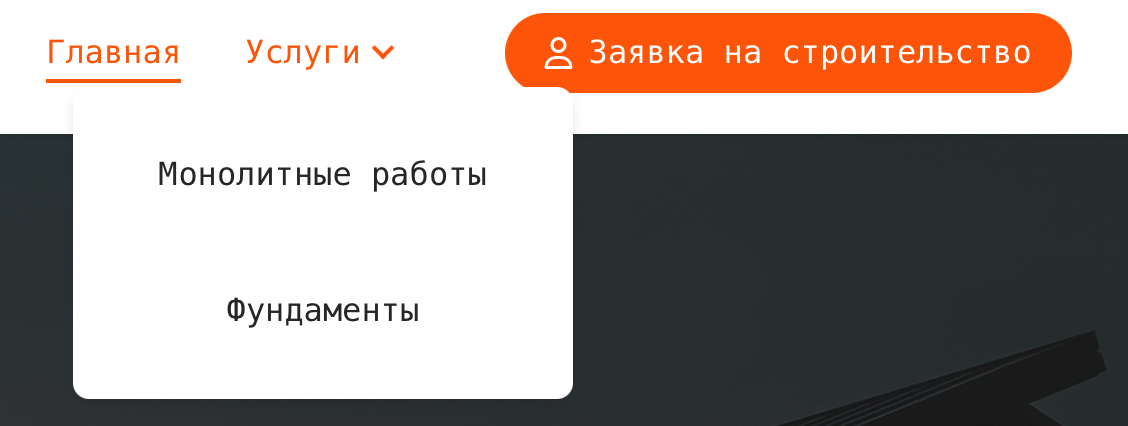 Главная Услуги Заявка на строительство
Монолитные работы
Фундаменты